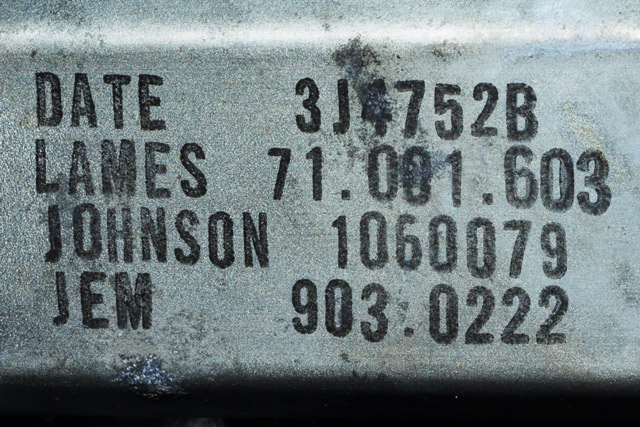 DATE 3J4752B
LAMES 71.001.603
JOHNSON 1060079
JEM 903.0222